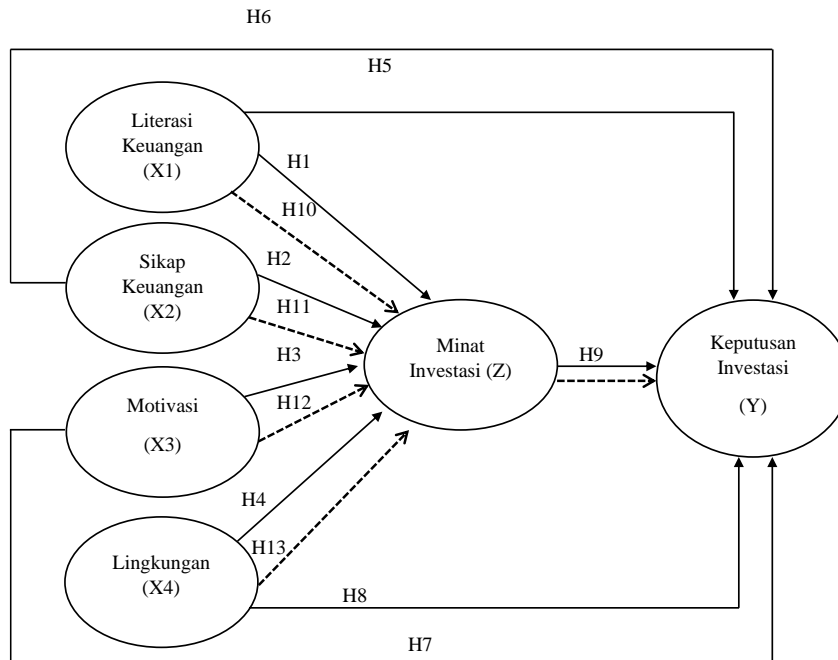 H6
H5
Literasi
Keuangan
(X1)
H1
H10
Sikap
Keuangan
(X2)
H2
H11
H3
Motivasi
(X3)
H12
Minat
Investasi (Z)
H9
Keputusan
Investasi
(Y)
H4
H13
Lingkungan
(X4)
H8
H7